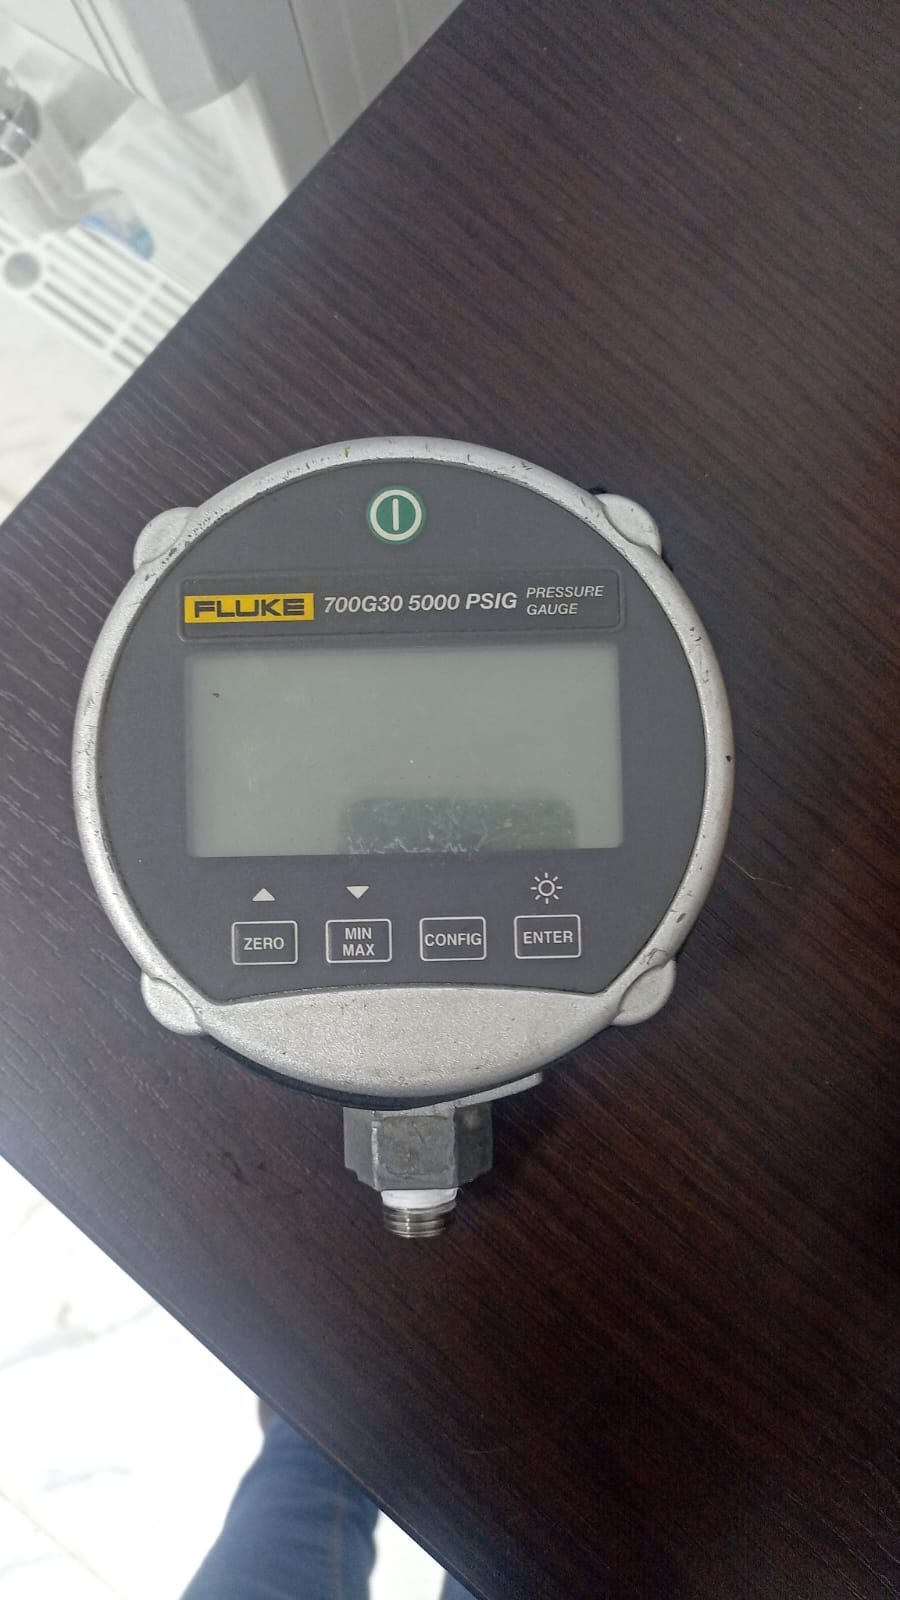 FLUKE 700G30 5000 PSIG PRESSURE
GAUGE
ZERO MIN
MAX CONFIG ENTER